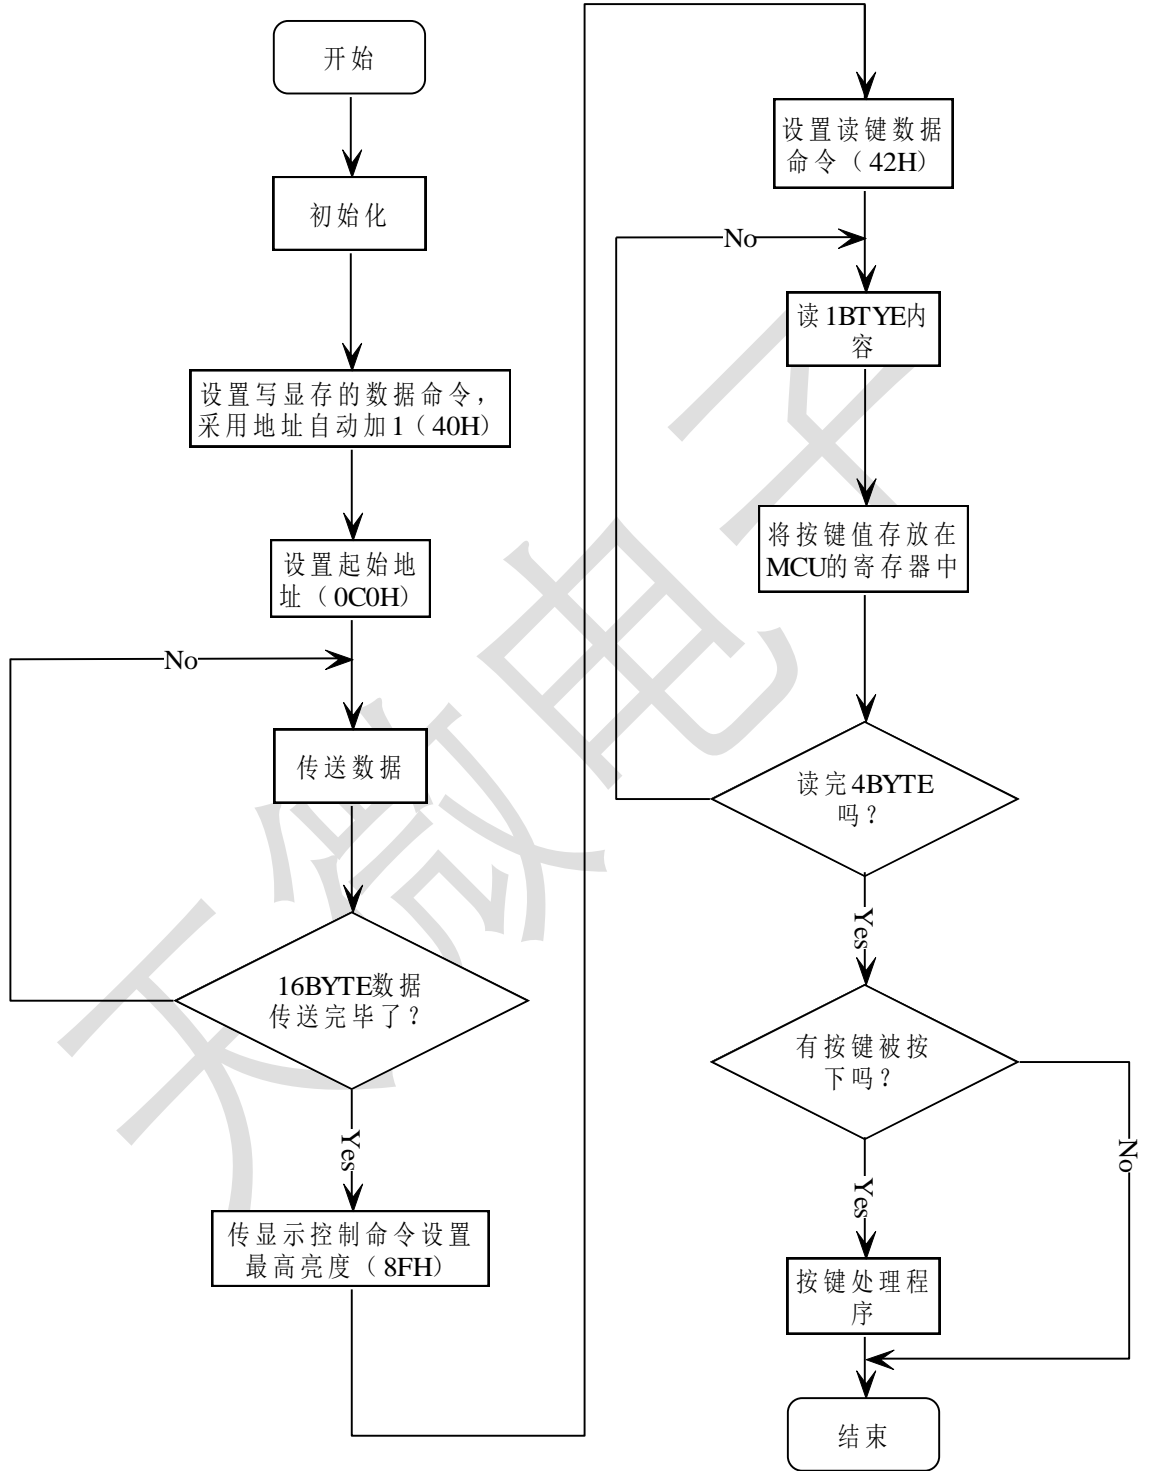 开始
初始化
设置写显存的数据命令，
采用地址自动加1（40H）
设置起始地
址（0C0H）
No
传送数据
16BYTE数据
传送完毕了？
Yes
传显示控制命令设置
最高亮度（8FH）
设置读键数据
命令（42H）
No
读1BTYE内
容
将按键值存放在
MCU的寄存器中
读完4BYTE
吗？
Yes
有按键被按
下吗？
No
Yes
按键处理程
序
结束
天微电子